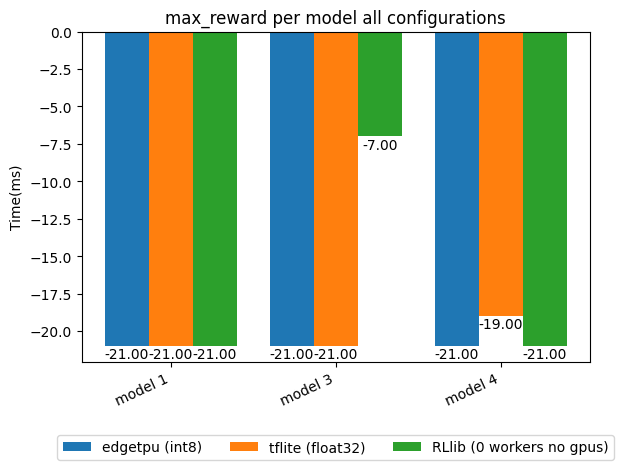 max_reward per model all configurations
Time(ms)
0.0
-2.5
-5.0
-7.5
-10.0
-12.5
-15.0
-17.5
-20.0
-7.00
-19.00
-21.00 -21.00 -21.00 -21.00 -21.00 -21.00 -21.00
model 1 model 3 model 4
edgetpu (int8) tflite (float32) RLlib (0 workers no gpus)